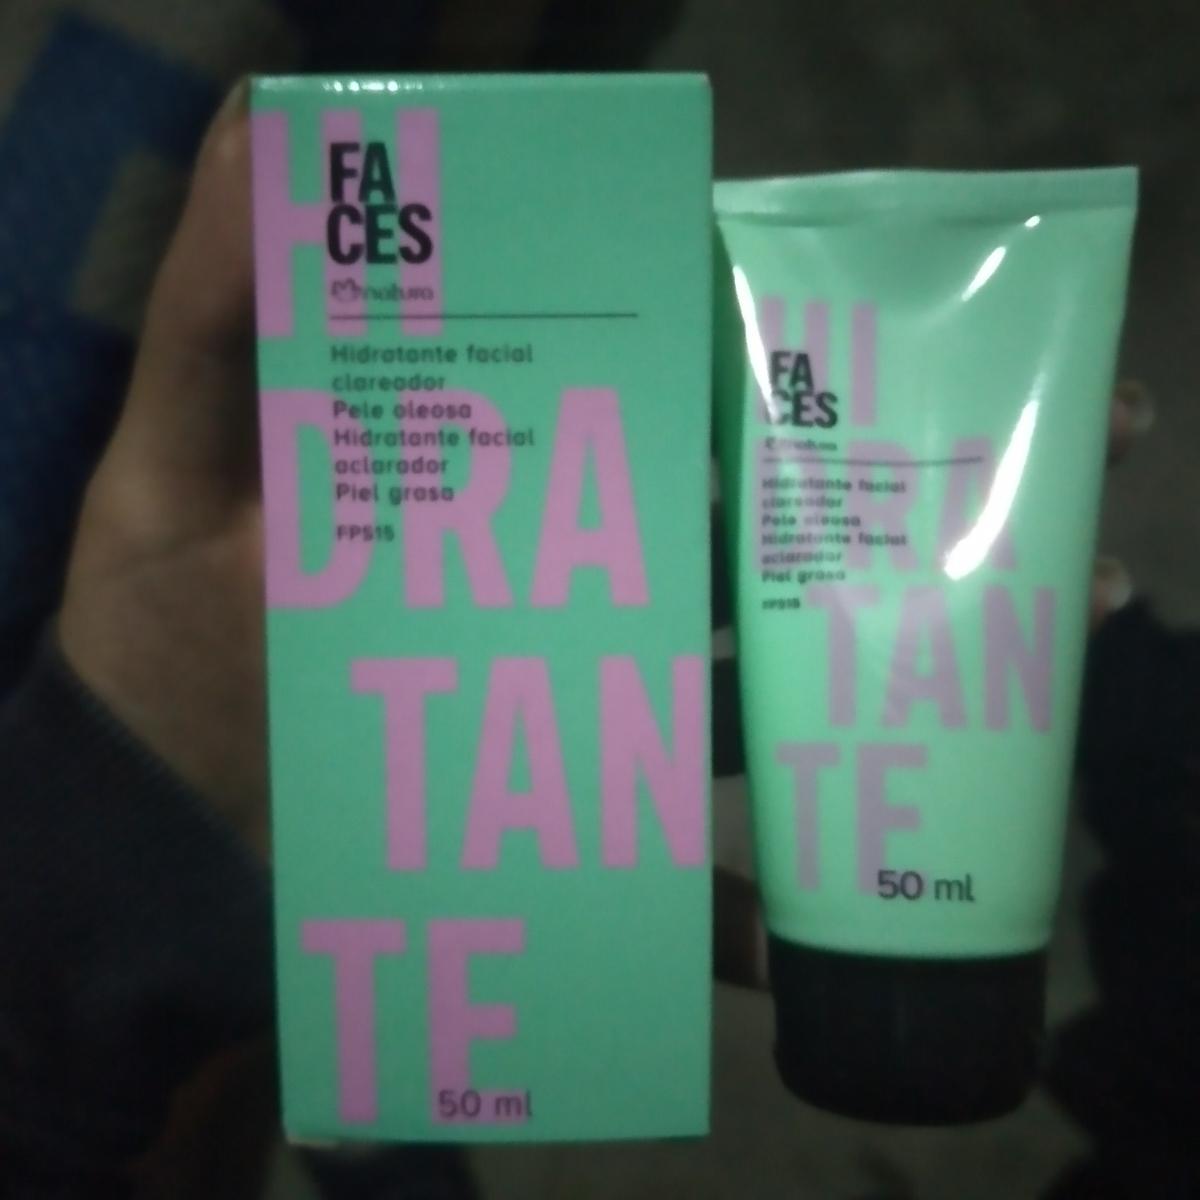 HI
DRA
TAN
TE
FA
CES
natura
Hidratante facial
clareador
Pele oleosa
Hidratante facial
aclarador
Piel grasa
FPS15
50 ml
HI
DRA
TAN
TE
FA
CES
natura
Hidratante facial
clareador
Pele oleosa
Hidratante facial
aclarador
Piel grasa
FPS15
50 ml